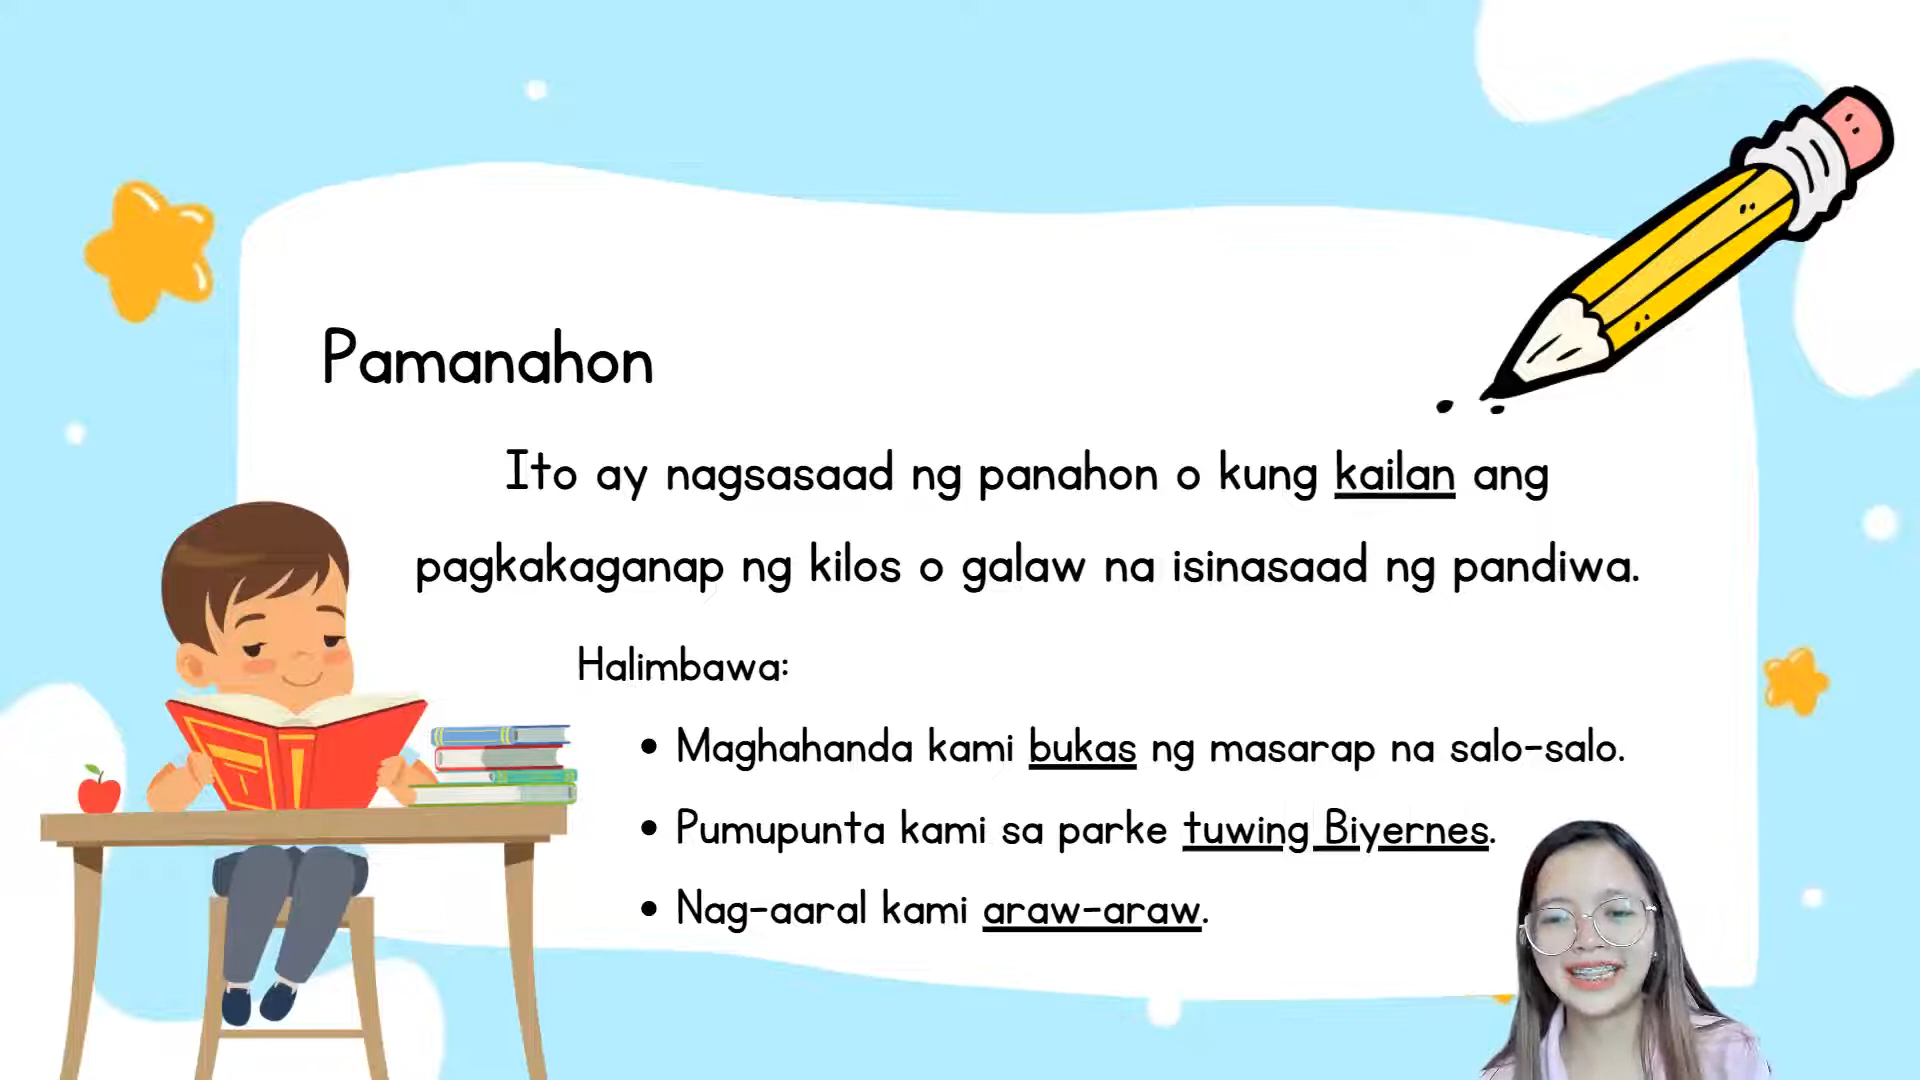 Pamanahon
Ito ay nagsasaad ng panahon o kung kailan ang
pagkakaganap ng kilos o galaw na isinasaad ng pandiwa.
Halimbawa:
• Maghahanda kami bukas ng masarap na salo-salo.
• Pumupunta kami sa parke tuwing Biyernes.
• Nag-aaral kami araw-araw.